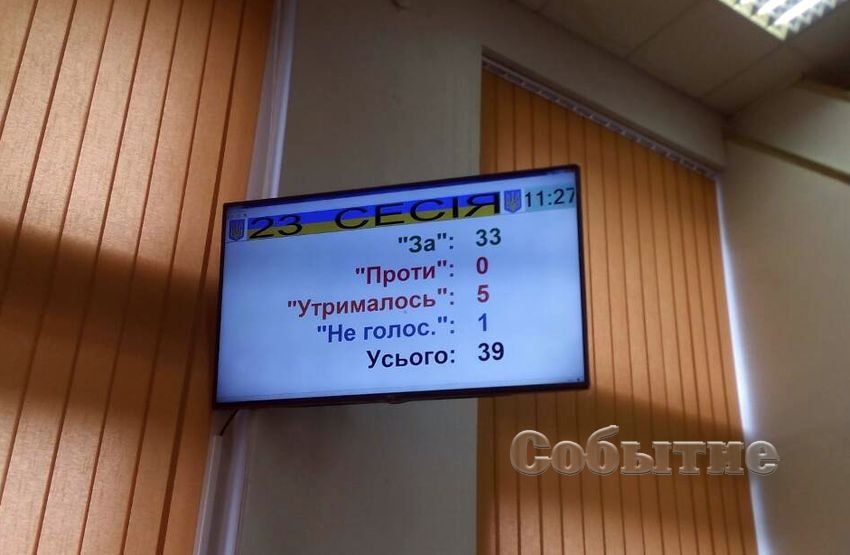 23 СЕСІЯ 11:27
"За": 33
"Проти": 0
"Утрималось": 5
"Не голос.": 1
Усього: 39
Событие